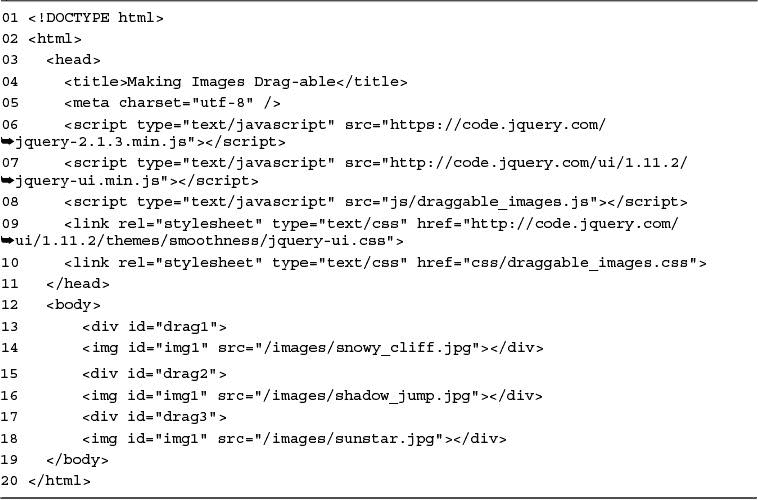 01 <!DOCTYPE html>
02 <html>
03   <head>
04     <title>Making Images Drag-able</title>
05     <meta charset="utf-8" />
06     <script type="text/javascript" src="https://code.jquery.com/
➥jquery-2.1.3.min.js"></script>
07     <script type="text/javascript" src="http://code.jquery.com/ui/1.11.2/
➥jquery-ui.min.js"></script>
08     <script type="text/javascript" src="js/draggable_images.js"></script>
09     <link rel="stylesheet" type="text/css" href="http://code.jquery.com/
➥ui/1.11.2/themes/smoothness/jquery-ui.css">
10     <link rel="stylesheet" type="text/css" href="css/draggable_images.css">
11   </head>
12   <body>
13       <div id="drag1">
14       <img id="img1" src="/images/snowy_cliff.jpg"></div>
15       <div id="drag2">
16       <img id="img1" src="/images/shadow_jump.jpg"></div>
17       <div id="drag3">
18       <img id="img1" src="/images/sunstar.jpg"></div>
19   </body>
20 </html>